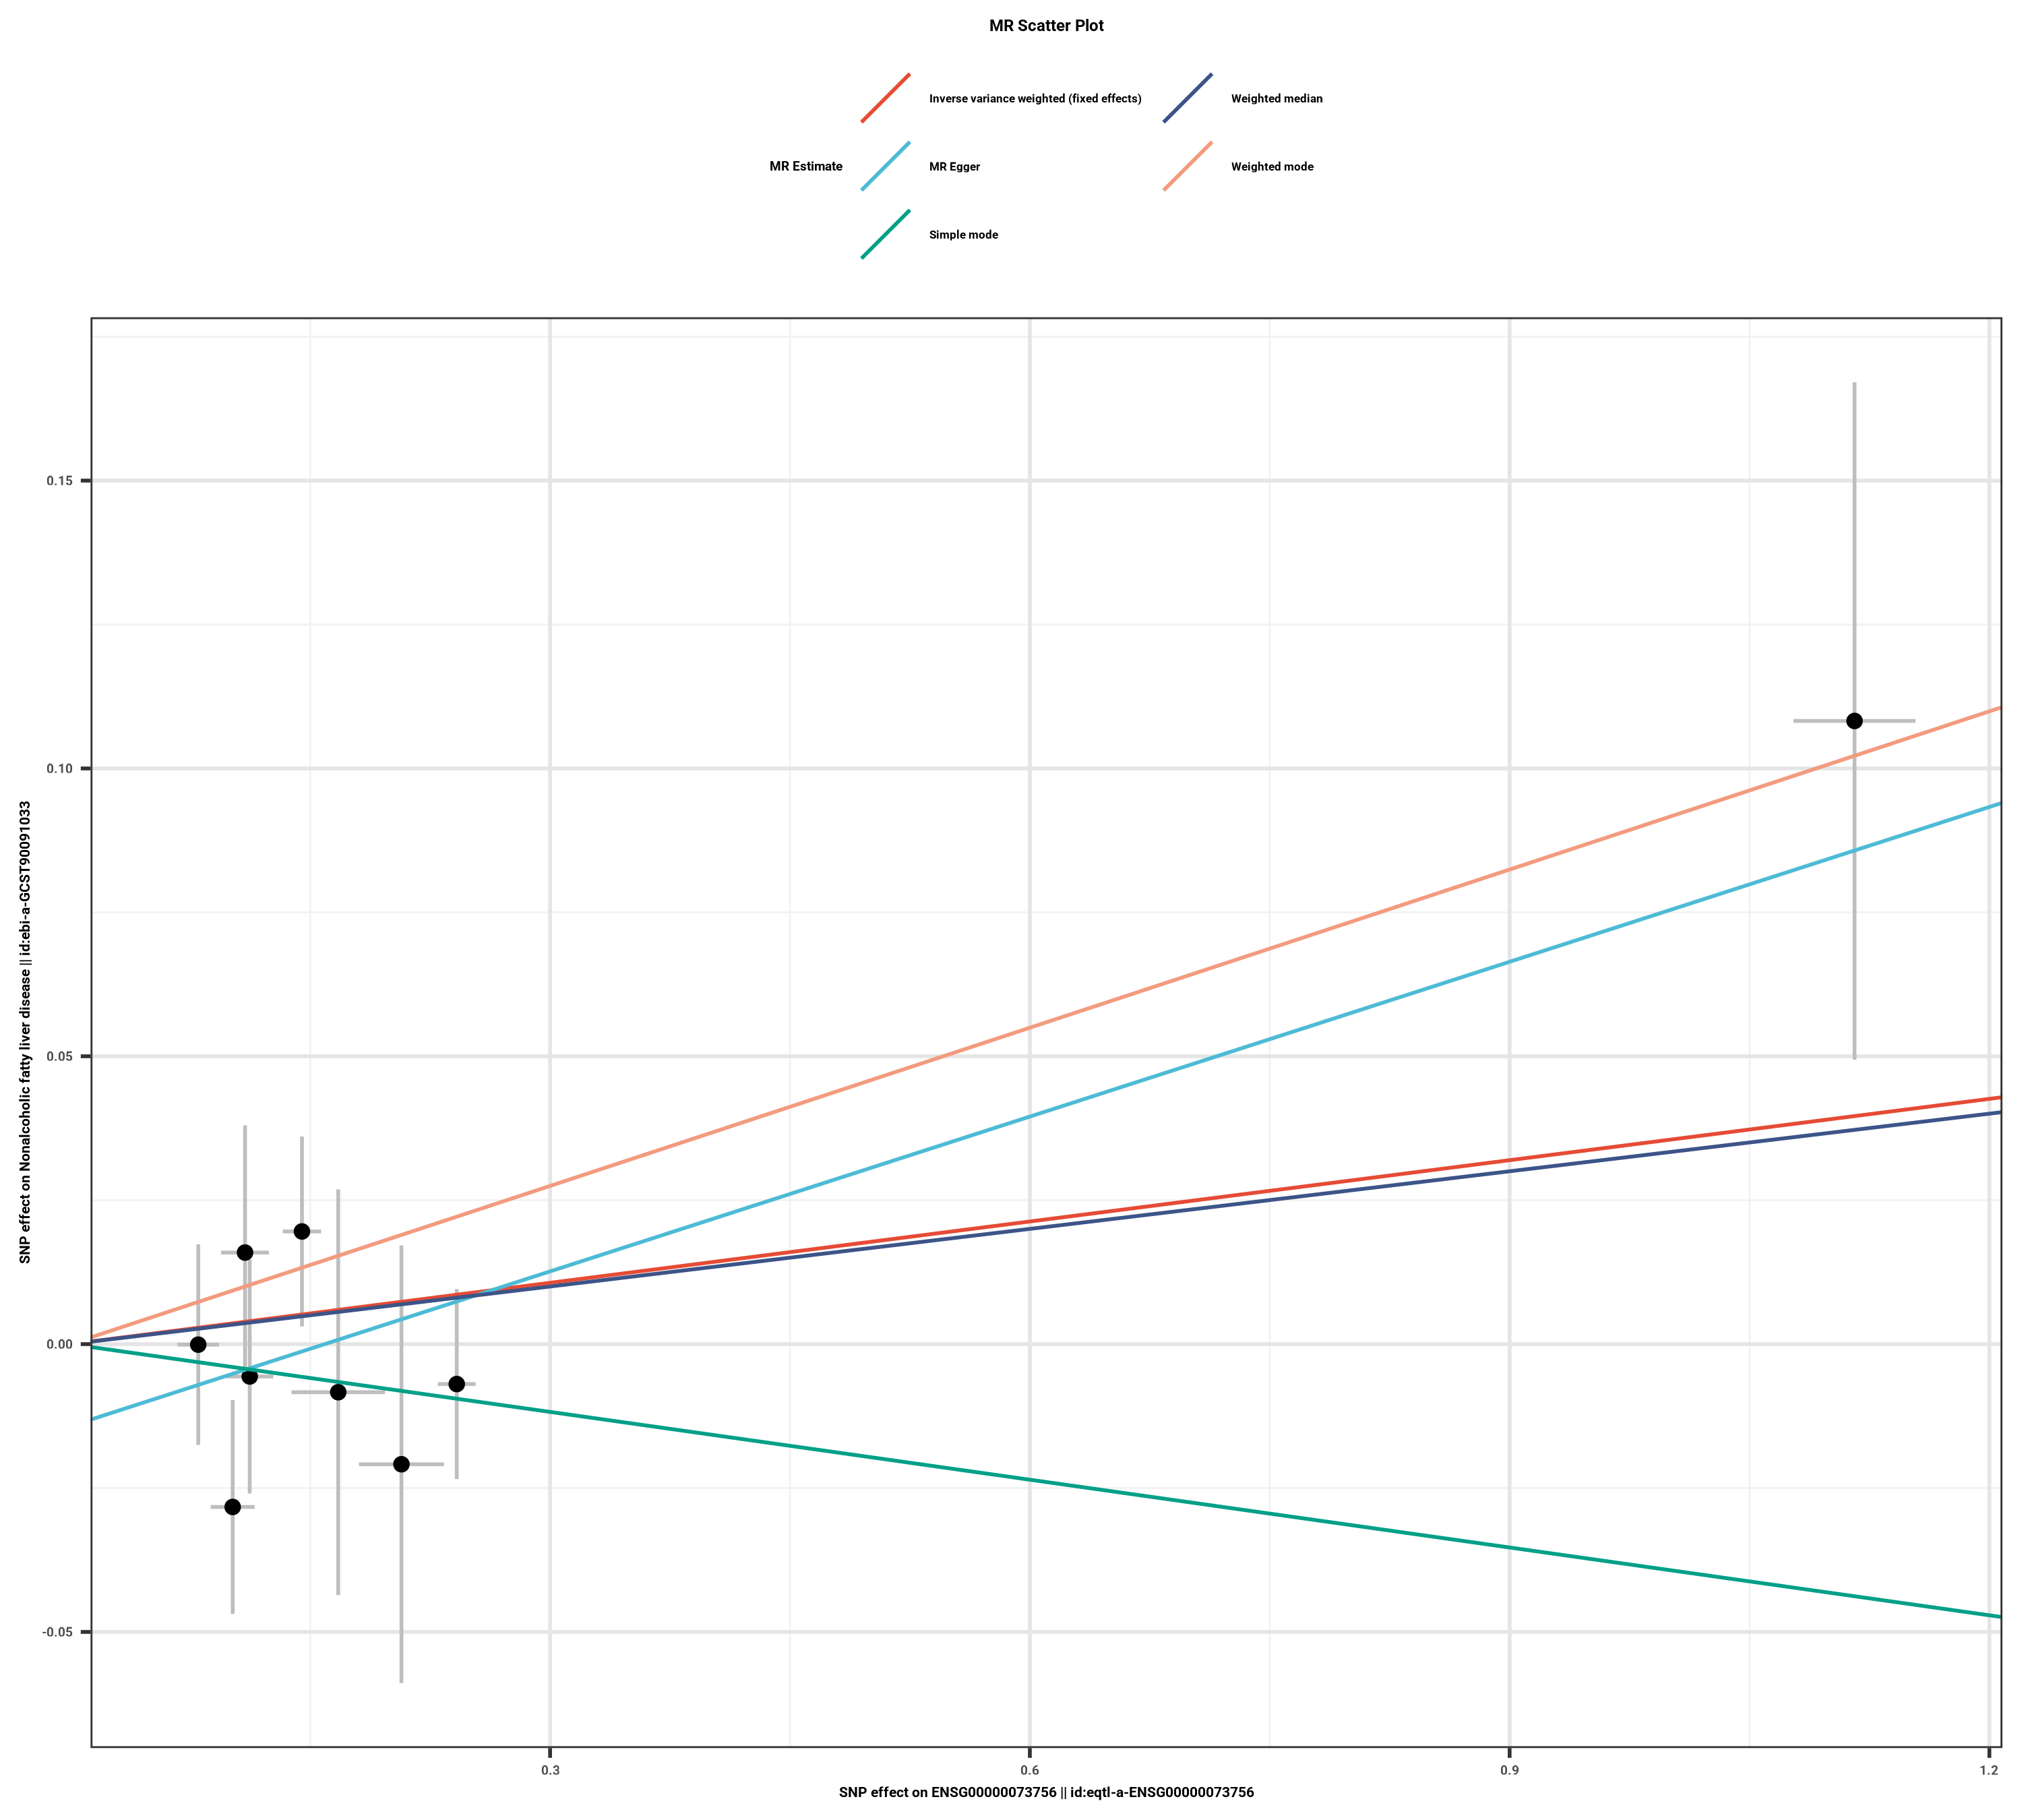 MR Scatter Plot
Inverse variance weighted (fixed effects)
Weighted median
MR Estimate
MR Egger
Weighted mode
Simple mode
SNP effect on Nonalcoholic fatty liver disease || id:ebi-a-GCST90091033
0.15
0.10
0.05
0.00
-0.05
0.3
0.6
0.9
1.2
SNP effect on ENSG00000073756 || id:eqtl-a-ENSG00000073756